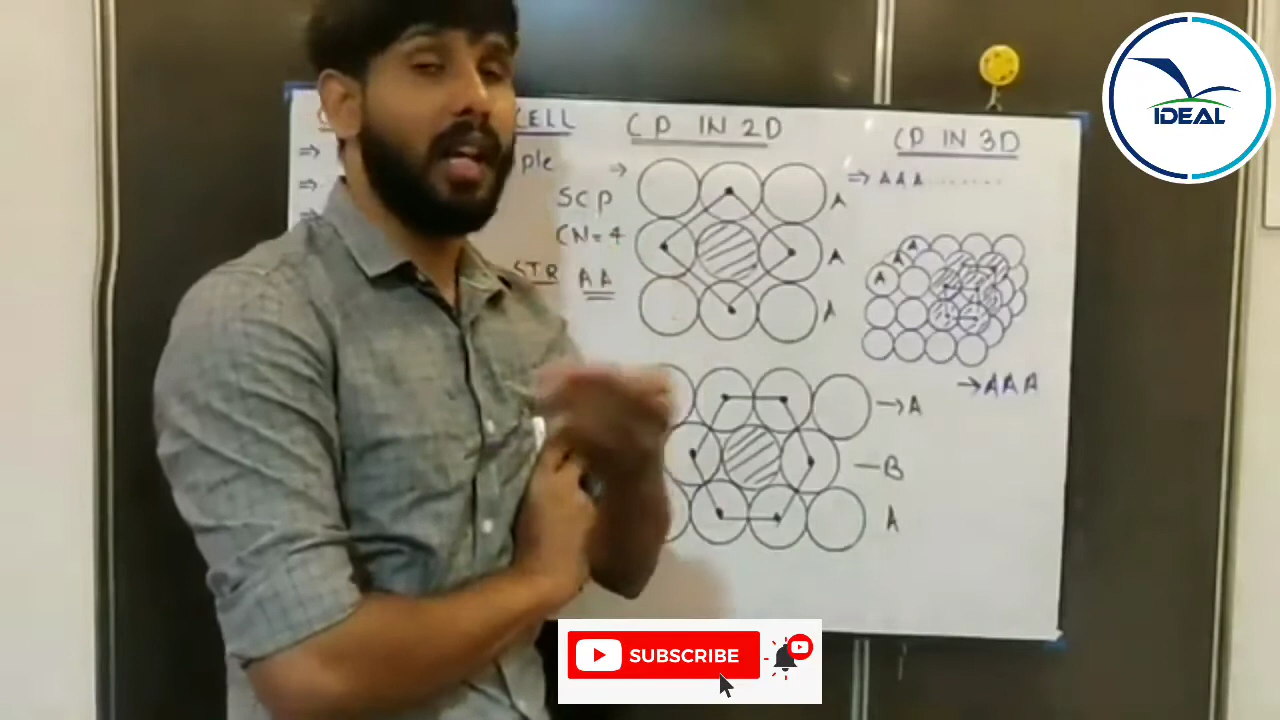 CELL
ple
STR
CP IN 2D
⇒
⇒
→
SCP
CN = 4
AA
A
A
A
→A
—B
A
CP IN 3D
⇒ AAA........
A
A
A
→AAA
IDEAL
SUBSCRIBE